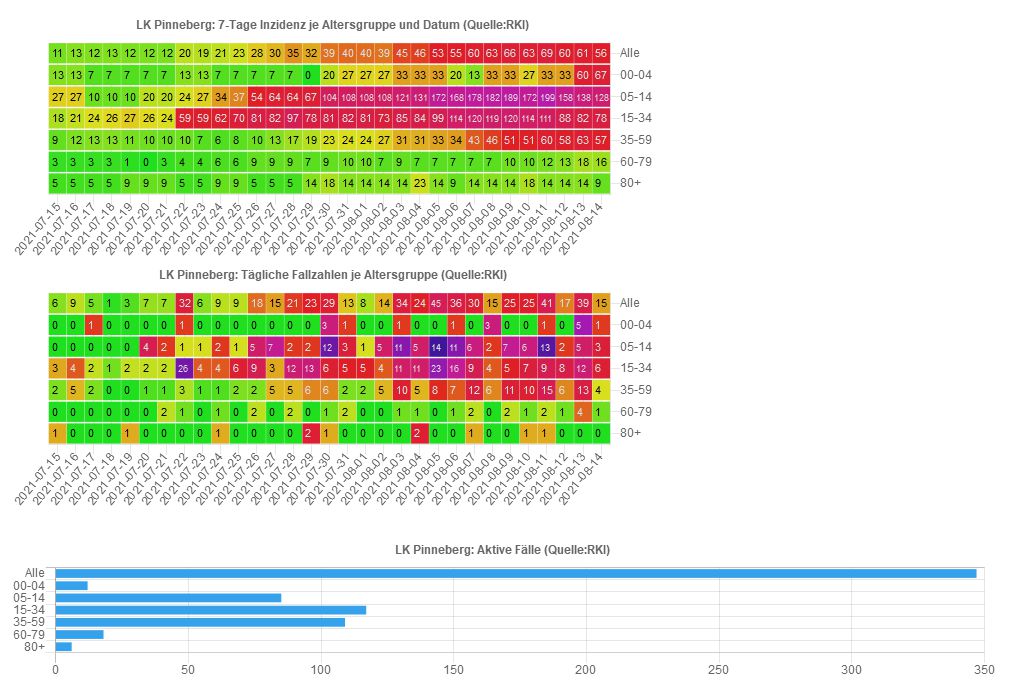 LK Pinneberg: 7-Tage Inzidenz je Altersgruppe und Datum (Quelle:RKI)
11 13 12 13 12 12 12 20 19 21 23 28 30 35 32 39 40 40 39 45 46 53 55 60 63 66 63 69 60 61 56 Alle
13 13 7 7 7 7 7 13 13 7 7 7 7 7 0 20 27 27 27 33 33 33 20 13 33 33 27 33 33 60 67 00-04
27 27 10 10 10 20 20 24 27 34 37 54 64 64 67 104 108 108 108 121 131 172 168 178 182 189 172 199 158 138 128 05-14
18 21 24 26 27 26 24 59 59 62 70 81 82 97 78 81 82 81 73 85 84 99 114 120 119 120 114 111 88 82 78 15-34
9 12 13 13 11 10 10 10 7 6 8 10 13 17 19 23 24 24 27 31 31 33 34 43 46 51 51 60 58 63 57 35-59
3 3 3 3 1 0 3 4 4 6 6 9 9 9 7 9 10 10 7 9 7 7 7 7 7 10 10 12 13 18 16 60-79
5 5 5 5 9 9 9 5 5 9 9 5 5 5 14 18 14 14 14 14 23 14 9 14 14 14 18 14 14 14 9 80+
2021-07-15 2021-07-16 2021-07-17 2021-07-18 2021-07-19 2021-07-20 2021-07-21 2021-07-22 2021-07-23 2021-07-24 2021-07-25 2021-07-26 2021-07-27 2021-07-28 2021-07-29 2021-07-30 2021-07-31 2021-08-01 2021-08-02 2021-08-03 2021-08-04 2021-08-05 2021-08-06 2021-08-07 2021-08-08 2021-08-09 2021-08-10 2021-08-11 2021-08-12 2021-08-13 2021-08-14
LK Pinneberg: Tägliche Fallzahlen je Altersgruppe (Quelle:RKI)
6 9 5 1 3 7 7 32 6 9 9 18 15 21 23 29 13 8 14 34 24 45 36 30 15 25 25 41 17 39 15 Alle
0 0 1 0 0 0 0 1 0 0 0 0 0 0 0 3 1 0 0 1 0 0 1 0 3 0 0 1 0 5 1 00-04
0 0 0 0 0 4 2 1 1 2 1 5 7 2 2 12 3 1 5 11 5 14 11 6 2 7 6 13 2 5 3 05-14
3 4 2 1 2 2 2 26 4 4 6 9 3 12 13 6 5 5 4 11 11 23 16 9 4 5 7 9 8 12 6 15-34
2 5 2 0 0 1 1 3 1 1 2 2 5 5 6 6 2 2 5 10 5 8 7 12 6 11 10 15 6 13 4 35-59
0 0 0 0 0 0 2 1 0 1 0 2 0 2 0 1 2 0 0 1 1 0 1 2 0 2 1 2 1 4 1 60-79
1 0 0 0 1 0 0 0 0 1 0 0 0 0 2 1 0 0 0 0 2 0 0 1 0 0 1 1 0 0 0 80+
2021-07-15 2021-07-16 2021-07-17 2021-07-18 2021-07-19 2021-07-20 2021-07-21 2021-07-22 2021-07-23 2021-07-24 2021-07-25 2021-07-26 2021-07-27 2021-07-28 2021-07-29 2021-07-30 2021-07-31 2021-08-01 2021-08-02 2021-08-03 2021-08-04 2021-08-05 2021-08-06 2021-08-07 2021-08-08 2021-08-09 2021-08-10 2021-08-11 2021-08-12 2021-08-13 2021-08-14
LK Pinneberg: Aktive Fälle (Quelle:RKI)
Alle
00-04
05-14
15-34
35-59
60-79
80+
0 50 100 150 200 250 300 350